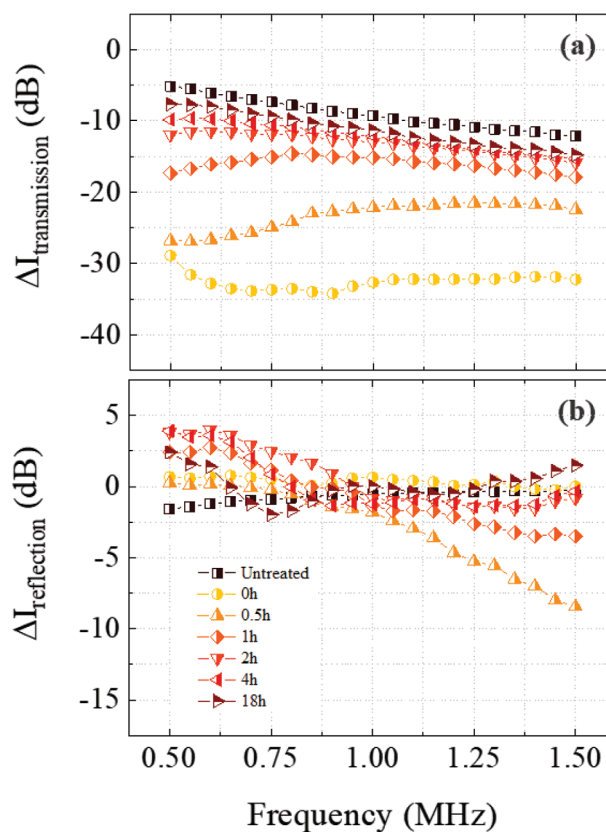 (a)
0
-10
-20
-30
-40
ΔI_transmission (dB)
(b)
5
0
-5
-10
-15
ΔI_reflection (dB)
Untreated
0h
0.5h
1h
2h
4h
18h
0.50 0.75 1.00 1.25 1.50
Frequency (MHz)